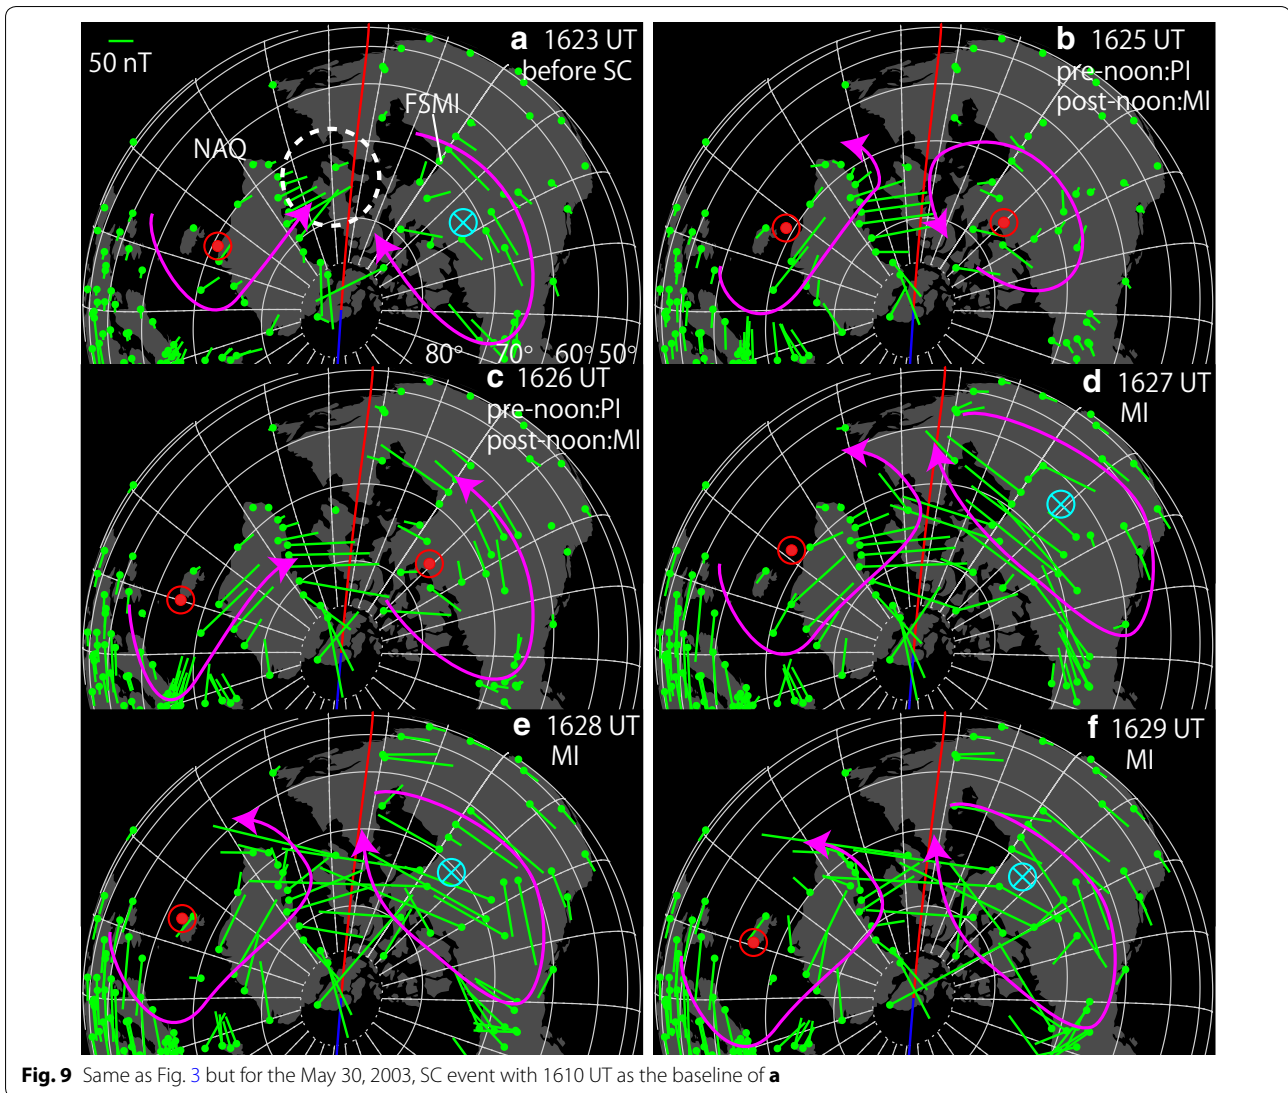 a 1623 UT
before SC
50 nT
FSMI
NAQ
80° 70° 60° 50°
b 1625 UT
pre-noon:PI
post-noon:MI
c 1626 UT
pre-noon:PI
post-noon:MI
d 1627 UT
MI
e 1628 UT
MI
f 1629 UT
MI
Fig. 9 Same as Fig. 3 but for the May 30, 2003, SC event with 1610 UT as the baseline of a